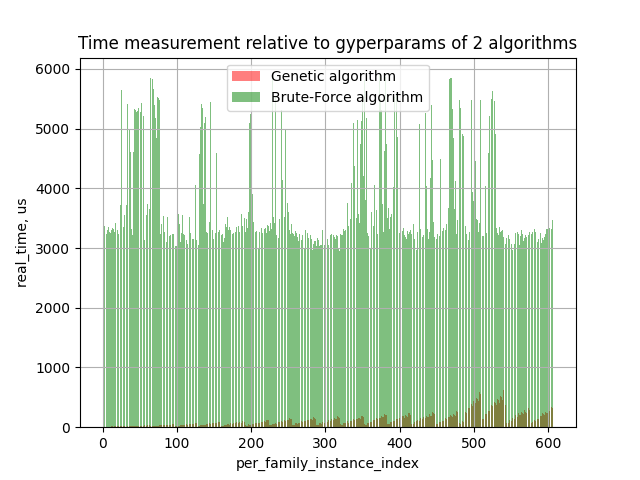 Time measurement relative to gyperparams of 2 algorithms
Genetic algorithm
Brute-Force algorithm
real_time, us
6000
5000
4000
3000
2000
1000
0
0 100 200 300 400 500 600
per_family_instance_index